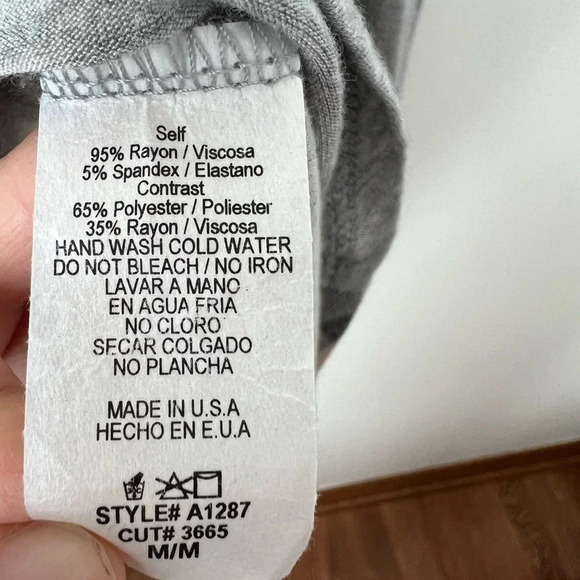 Self
95% Rayon / Viscosa
5% Spandex / Elastano
Contrast
65% Polyester / Poliester
35% Rayon / Viscosa
HAND WASH COLD WATER
DO NOT BLEACH / NO IRON
LAVAR A MANO
EN AGUA FRIA
NO CLORO
SECAR COLGADO
NO PLANCHA
MADE IN U.S.A
HECHO EN E.U.A
STYLE# A1287
CUT# 3665
M/M